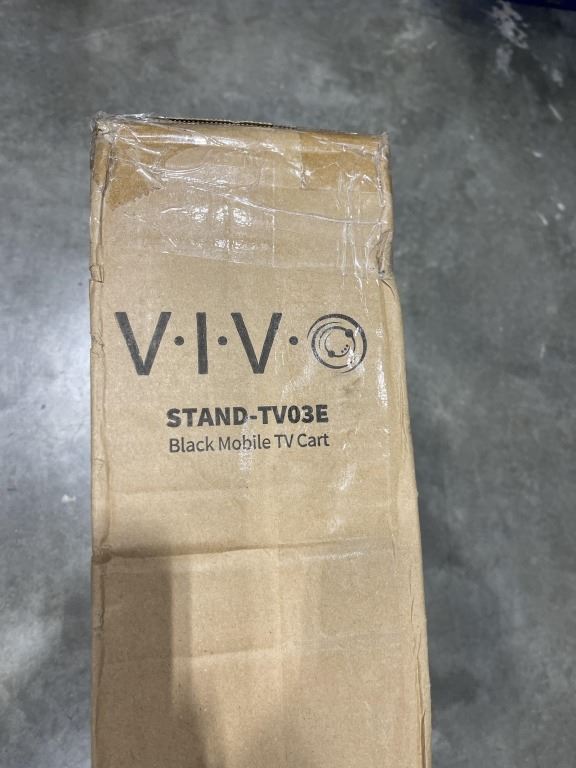 V·I·V·O
STAND-TV03E
Black Mobile TV Cart